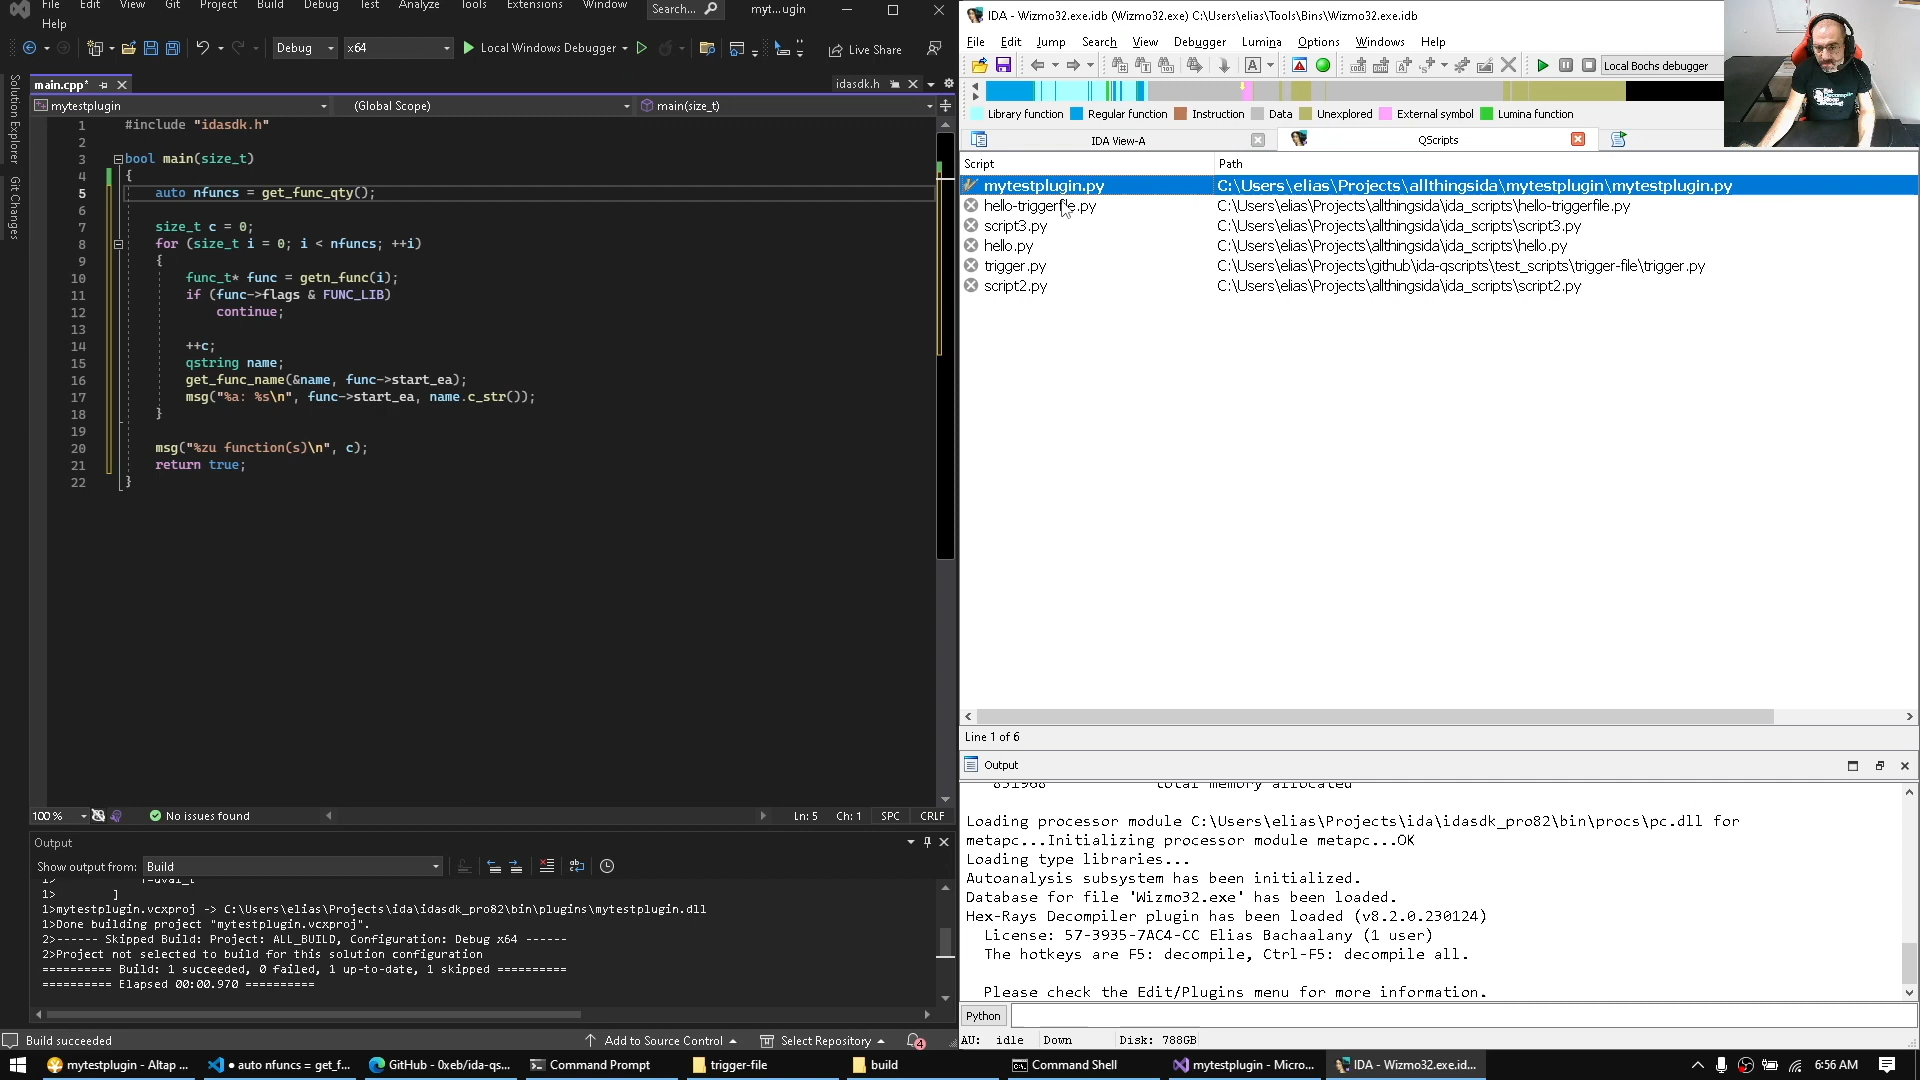 File Edit View Git Project Build Debug Test Analyze Tools Extensions Window Search... myt...ugin
Help
Debug x64 Local Windows Debugger Live Share
main.cpp* idasdk.h
mytestplugin (Global Scope) main(size_t)
Solution Explorer
Git Changes
1 #include "idasdk.h"
2
3 bool main(size_t)
4 {
5 auto nfuncs = get_func_qty();
6
7 size_t c = 0;
8 for (size_t i = 0; i < nfuncs; ++i)
9 {
10 func_t* func = getn_func(i);
11 if (func->flags & FUNC_LIB)
12 continue;
13
14 ++c;
15 qstring name;
16 get_func_name(&name, func->start_ea);
17 msg("%a: %s\n", func->start_ea, name.c_str());
18 }
19
20 msg("%zu function(s)\n", c);
21 return true;
22 }
100 % No issues found Ln: 5 Ch: 1 SPC CRLF
Output
Show output from: Build
1> ]
1>mytestplugin.vcxproj -> C:\Users\elias\Projects\ida\idasdk_pro82\bin\plugins\mytestplugin.dll
1>Done building project "mytestplugin.vcxproj".
2>------ Skipped Build: Project: ALL_BUILD, Configuration: Debug x64 ------
2>Project not selected to build for this solution configuration
========== Build: 1 succeeded, 0 failed, 1 up-to-date, 1 skipped ==========
========== Elapsed 00:00.970 ==========
Build succeeded Add to Source Control Select Repository 4
IDA - Wizmo32.exe.idb (Wizmo32.exe) C:\Users\elias\Tools\Bins\Wizmo32.exe.idb
File Edit Jump Search View Debugger Lumina Options Windows Help
Local Bochs debugger
Library function Regular function Instruction Data Unexplored External symbol Lumina function
IDA View-A QScripts
Script Path
mytestplugin.py C:\Users\elias\Projects\allthingsida\mytestplugin\mytestplugin.py
hello-triggerfile.py C:\Users\elias\Projects\allthingsida\ida_scripts\hello-triggerfile.py
script3.py C:\Users\elias\Projects\allthingsida\ida_scripts\script3.py
hello.py C:\Users\elias\Projects\allthingsida\ida_scripts\hello.py
trigger.py C:\Users\elias\Projects\github\ida-qscripts\test_scripts\trigger-file\trigger.py
script2.py C:\Users\elias\Projects\allthingsida\ida_scripts\script2.py
Line 1 of 6
Output
851968 total memory allocated
Loading processor module C:\Users\elias\Projects\ida\idasdk_pro82\bin\procs\pc.dll for
metapc...Initializing processor module metapc...OK
Loading type libraries...
Autoanalysis subsystem has been initialized.
Database for file 'Wizmo32.exe' has been loaded.
Hex-Rays Decompiler plugin has been loaded (v8.2.0.230124)
License: 57-3935-7AC4-CC Elias Bachaalany (1 user)
The hotkeys are F5: decompile, Ctrl-F5: decompile all.
Please check the Edit/Plugins menu for more information.
Python
AU: idle Down Disk: 788GB
mytestplugin - Altap ... ● auto nfuncs = get_f... GitHub - 0xeb/ida-qs... Command Prompt trigger-file build Command Shell mytestplugin - Micro... IDA - Wizmo32.exe.id... 6:56 AM